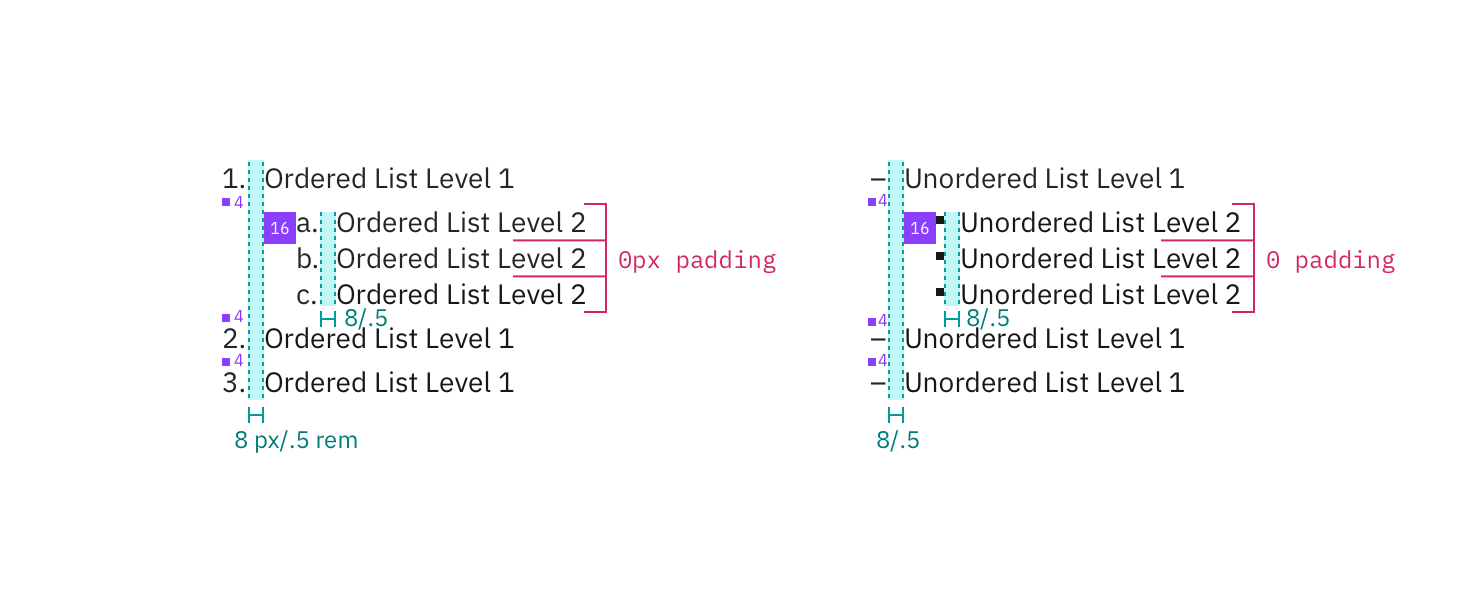 1. Ordered List Level 1
4
16 a. Ordered List Level 2
b. Ordered List Level 2 0px padding
c. Ordered List Level 2
4 8/.5
2. Ordered List Level 1
4
3. Ordered List Level 1
8 px/.5 rem
– Unordered List Level 1
4
16 ▪ Unordered List Level 2
▪ Unordered List Level 2 0 padding
▪ Unordered List Level 2
4 8/.5
– Unordered List Level 1
4
– Unordered List Level 1
8/.5